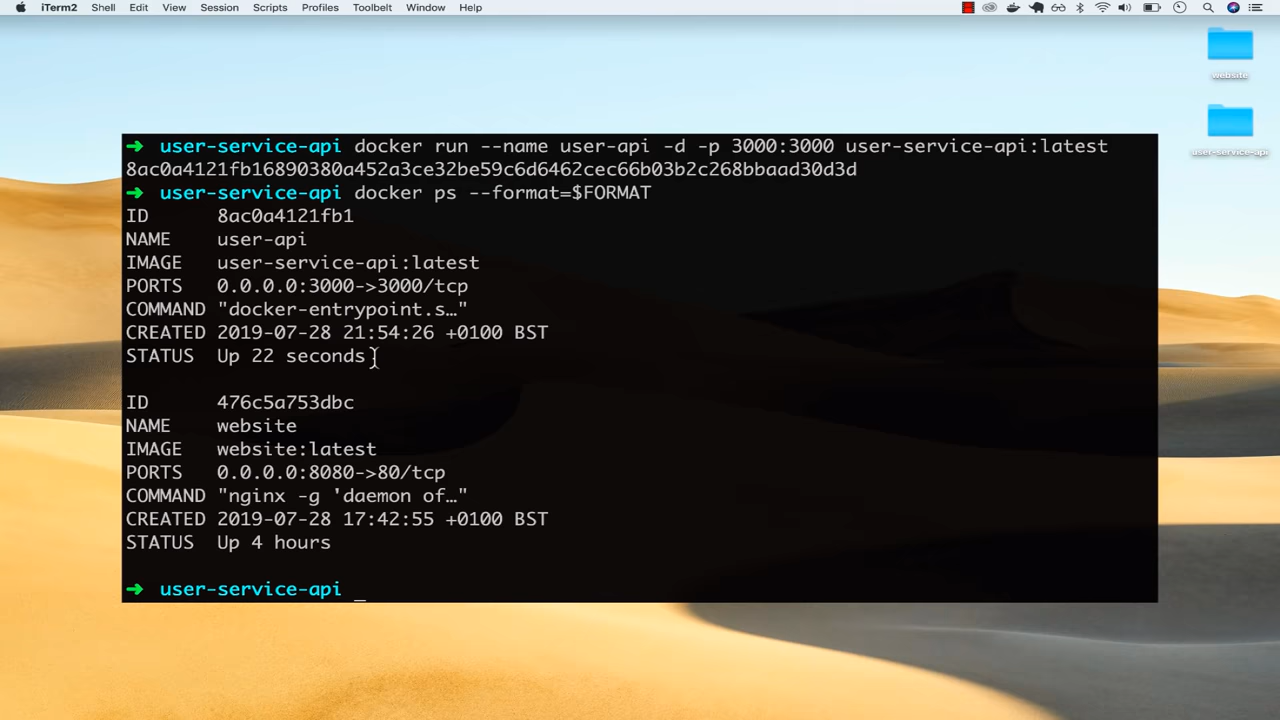 iTerm2 Shell Edit View Session Scripts Profiles Toolbelt Window Help
website
user-service-api
➜ user-service-api docker run --name user-api -d -p 3000:3000 user-service-api:latest
8ac0a4121fb16890380a452a3ce32be59c6d6462cec66b03b2c268bbaad30d3d
➜ user-service-api docker ps --format=$FORMAT
ID 8ac0a4121fb1
NAME user-api
IMAGE user-service-api:latest
PORTS 0.0.0.0:3000->3000/tcp
COMMAND "docker-entrypoint.s…"
CREATED 2019-07-28 21:54:26 +0100 BST
STATUS Up 22 seconds
ID 476c5a753dbc
NAME website
IMAGE website:latest
PORTS 0.0.0.0:8080->80/tcp
COMMAND "nginx -g 'daemon of…"
CREATED 2019-07-28 17:42:55 +0100 BST
STATUS Up 4 hours
➜ user-service-api _